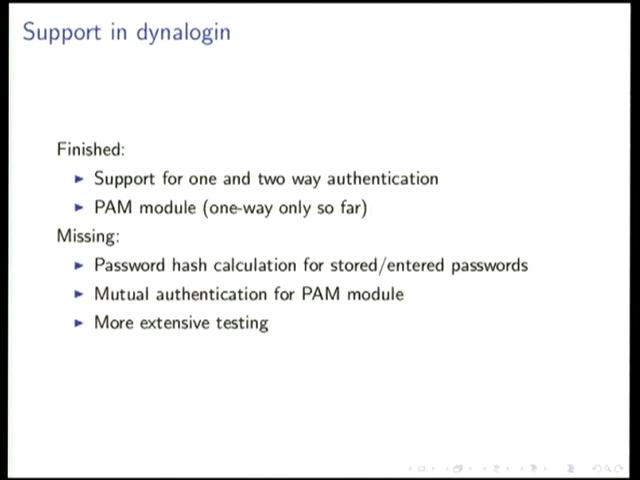 Support in dynalogin
Finished:
Support for one and two way authentication
PAM module (one-way only so far)
Missing:
Password hash calculation for stored/entered passwords
Mutual authentication for PAM module
More extensive testing